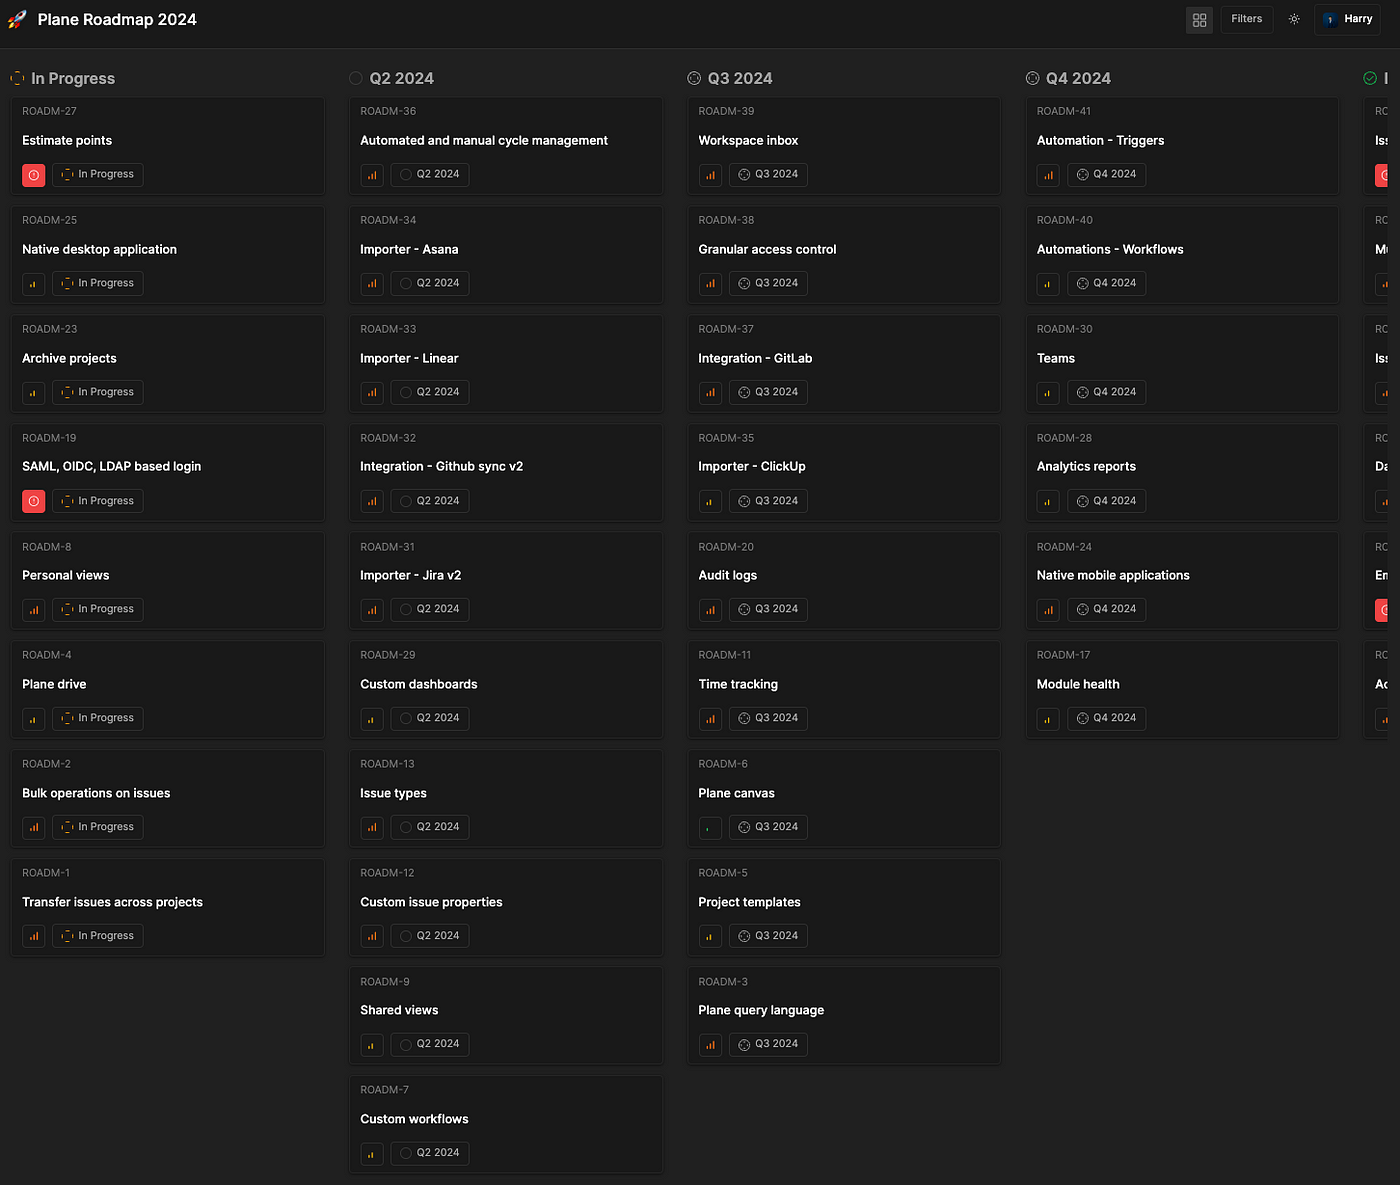 Plane Roadmap 2024
Filters
Harry
In Progress
ROADM-27
Estimate points
In Progress
ROADM-25
Native desktop application
In Progress
ROADM-23
Archive projects
In Progress
ROADM-19
SAML, OIDC, LDAP based login
In Progress
ROADM-8
Personal views
In Progress
ROADM-4
Plane drive
In Progress
ROADM-2
Bulk operations on issues
In Progress
ROADM-1
Transfer issues across projects
In Progress
Q2 2024
ROADM-36
Automated and manual cycle management
Q2 2024
ROADM-34
Importer - Asana
Q2 2024
ROADM-33
Importer - Linear
Q2 2024
ROADM-32
Integration - Github sync v2
Q2 2024
ROADM-31
Importer - Jira v2
Q2 2024
ROADM-29
Custom dashboards
Q2 2024
ROADM-13
Issue types
Q2 2024
ROADM-12
Custom issue properties
Q2 2024
ROADM-9
Shared views
Q2 2024
ROADM-7
Custom workflows
Q2 2024
Q3 2024
ROADM-39
Workspace inbox
Q3 2024
ROADM-38
Granular access control
Q3 2024
ROADM-37
Integration - GitLab
Q3 2024
ROADM-35
Importer - ClickUp
Q3 2024
ROADM-20
Audit logs
Q3 2024
ROADM-11
Time tracking
Q3 2024
ROADM-6
Plane canvas
Q3 2024
ROADM-5
Project templates
Q3 2024
ROADM-3
Plane query language
Q3 2024
Q4 2024
ROADM-41
Automation - Triggers
Q4 2024
ROADM-40
Automations - Workflows
Q4 2024
ROADM-30
Teams
Q4 2024
ROADM-28
Analytics reports
Q4 2024
ROADM-24
Native mobile applications
Q4 2024
ROADM-17
Module health
Q4 2024